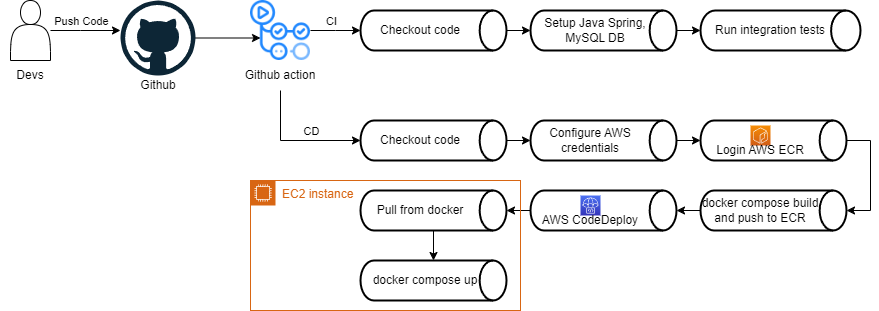 Push Code
Devs
Github
Github action
CI
Checkout code
Setup Java Spring,
MySQL DB
Run integration tests
CD
Checkout code
Configure AWS
credentials
Login AWS ECR
docker compose build
and push to ECR
AWS CodeDeploy
EC2 instance
Pull from docker
docker compose up